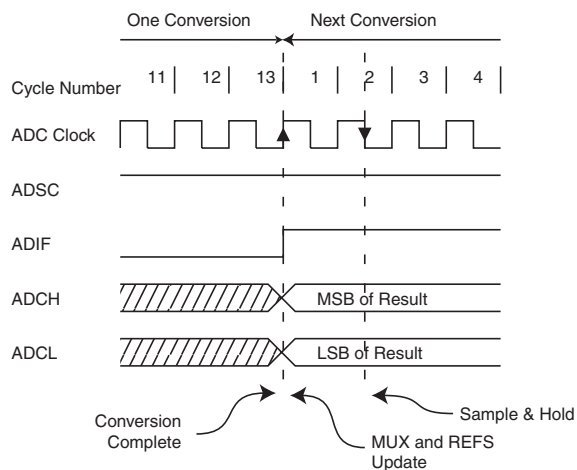 One Conversion Next Conversion
Cycle Number 11 12 13 1 2 3 4
ADC Clock
ADSC
ADIF
ADCH MSB of Result
ADCL LSB of Result
Conversion
Complete
MUX and REFS
Update
Sample & Hold